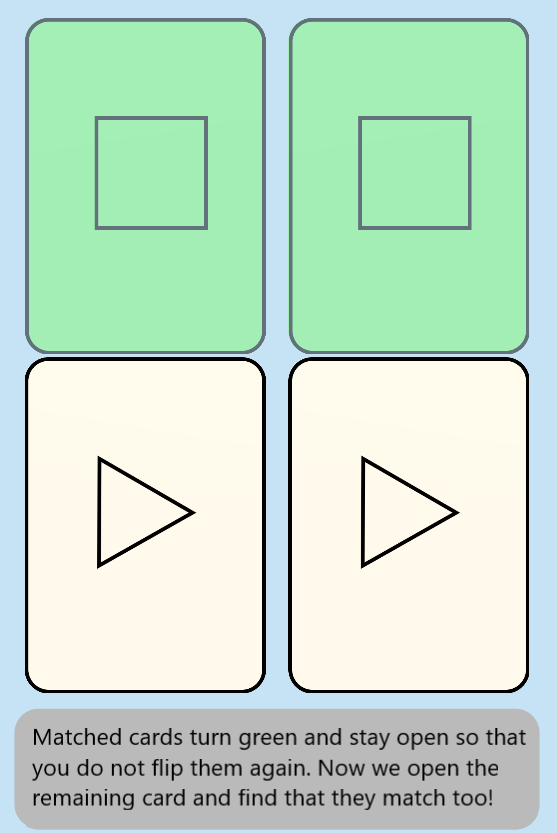 Matched cards turn green and stay open so that
you do not flip them again. Now we open the
remaining card and find that they match too!